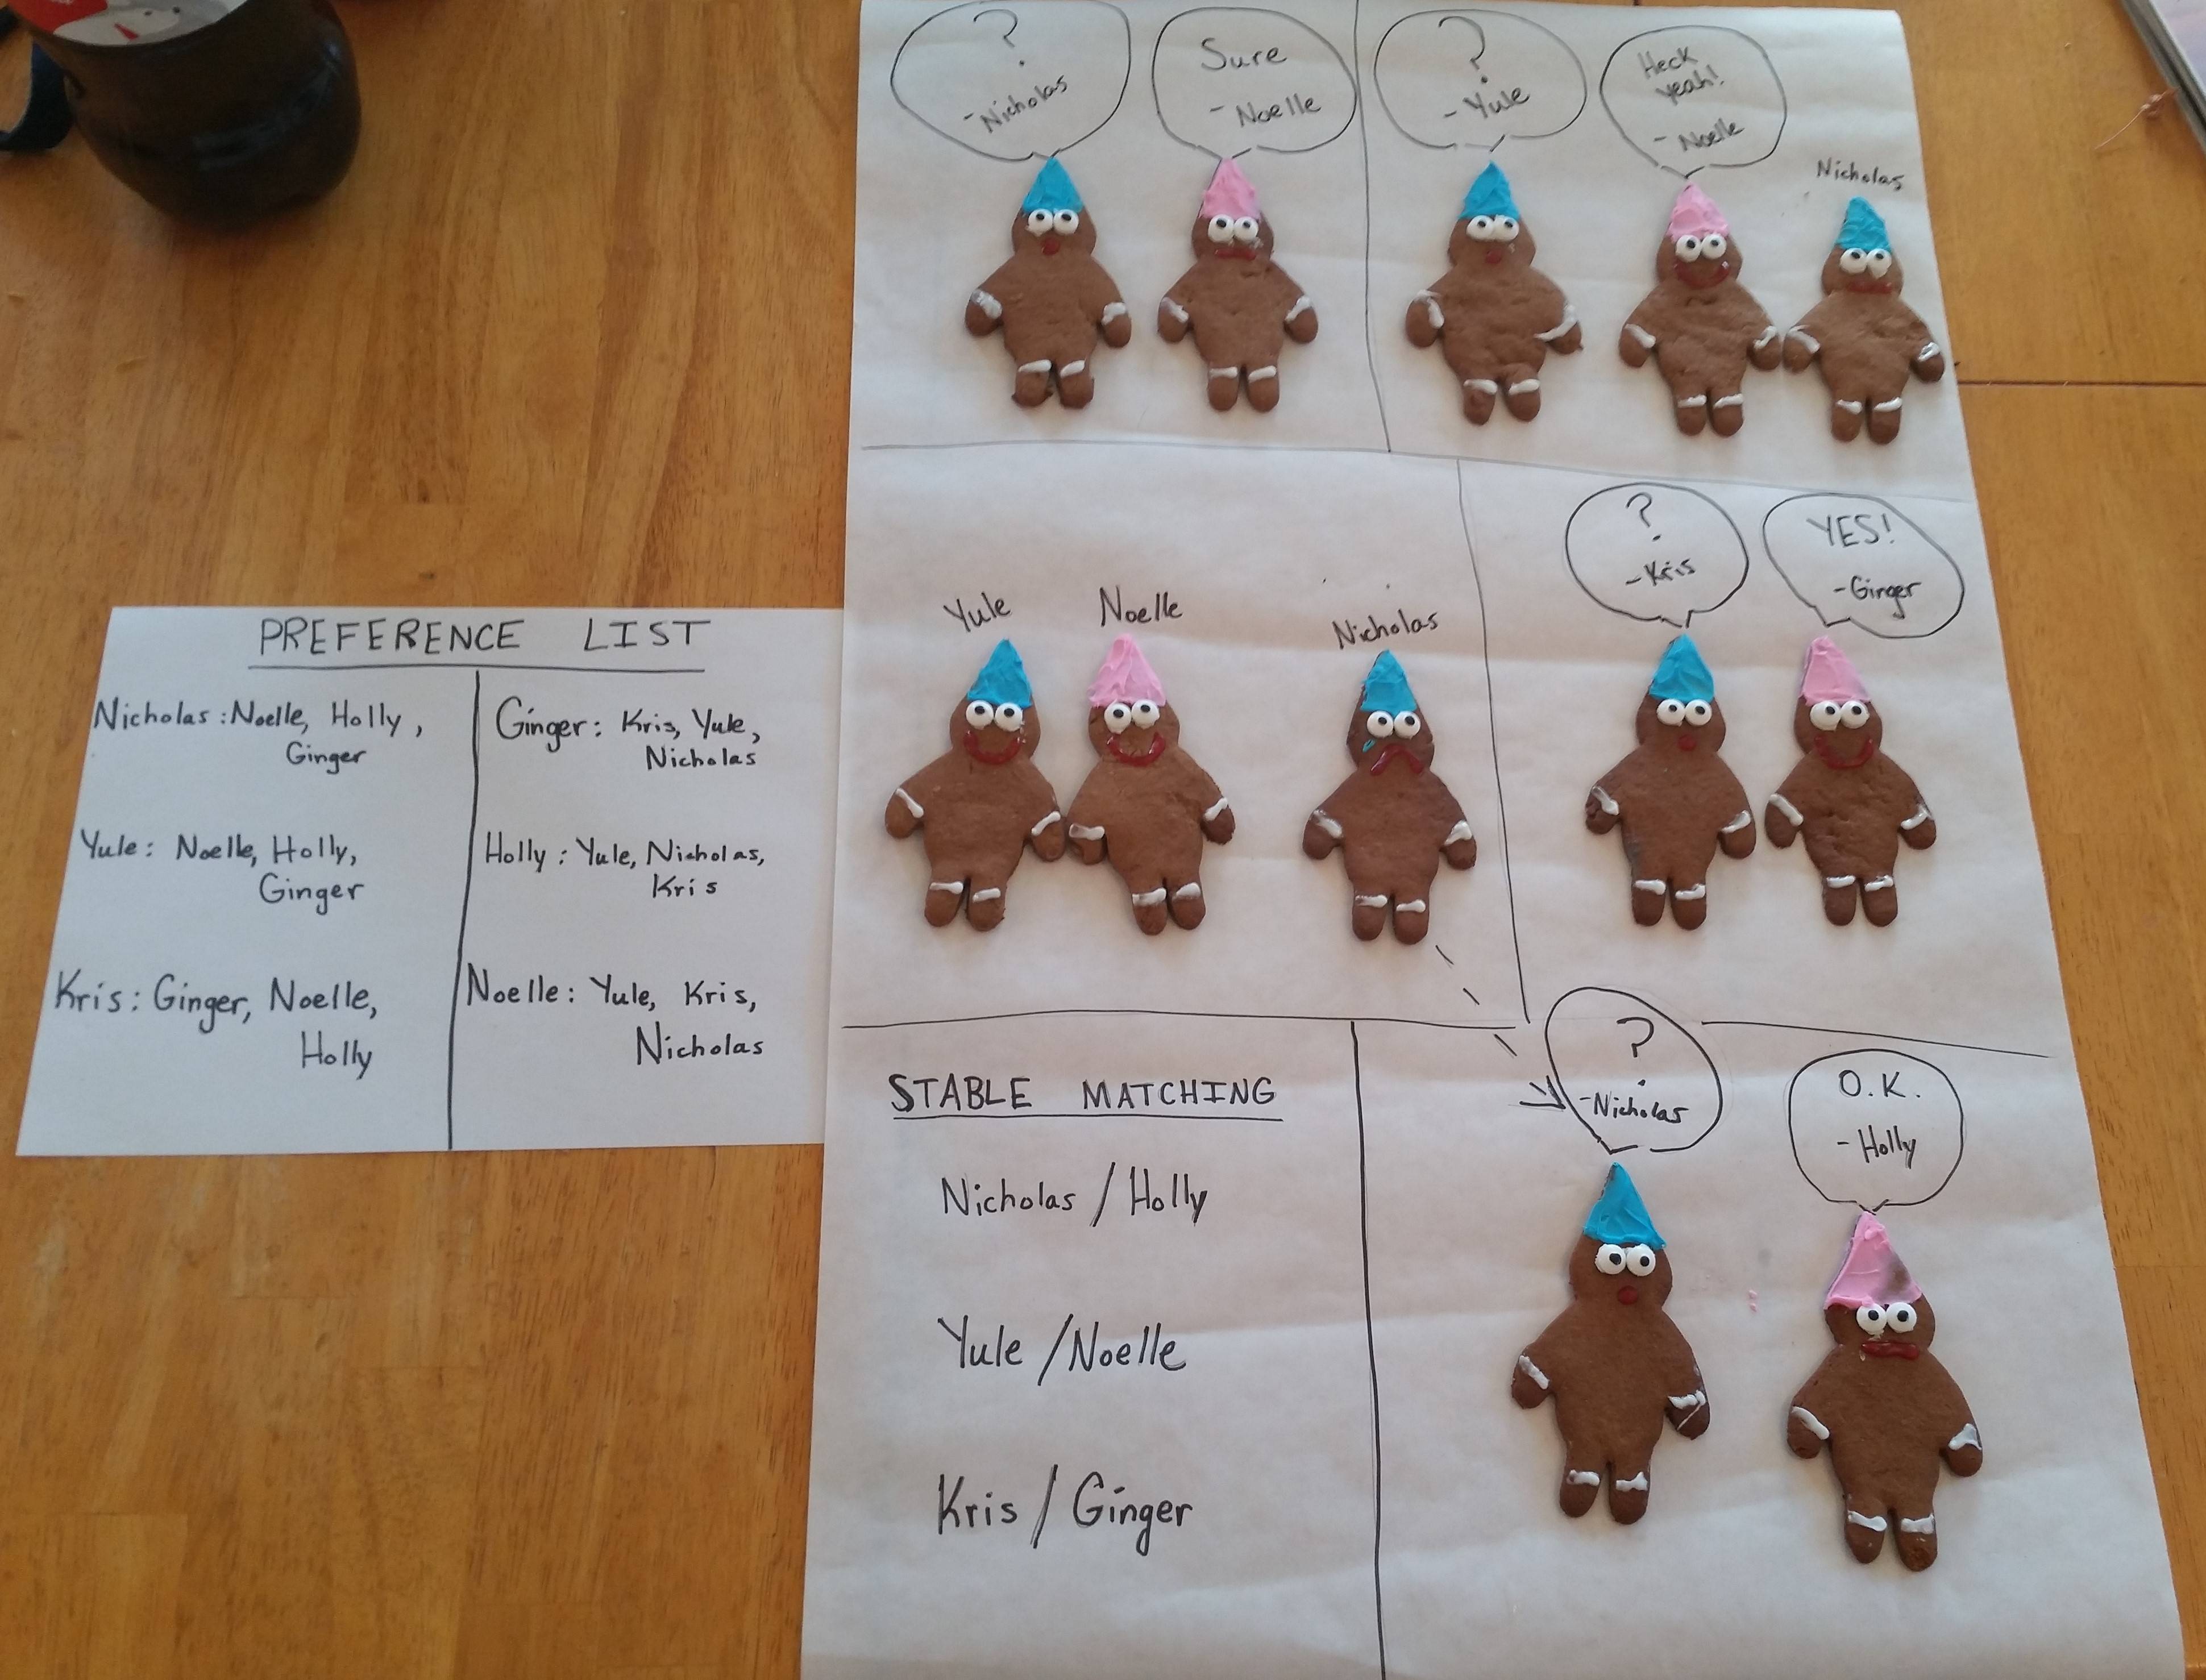 PREFERENCE LIST
Nicholas: Noelle, Holly,
Ginger
Yule: Noelle, Holly,
Ginger
Kris: Ginger, Noelle,
Holly
Ginger: Kris, Yule,
Nicholas
Holly: Yule, Nicholas,
Kris
Noelle: Yule, Kris,
Nicholas
?
-Nicholas
Sure
- Noelle
?
- Yule
Heck
yeah!
- Noelle
Nicholas
Yule
Noelle
Nicholas
?
-Kris
YES!
-Ginger
?
-Nicholas
O.K.
- Holly
STABLE MATCHING
Nicholas / Holly
Yule / Noelle
Kris / Ginger